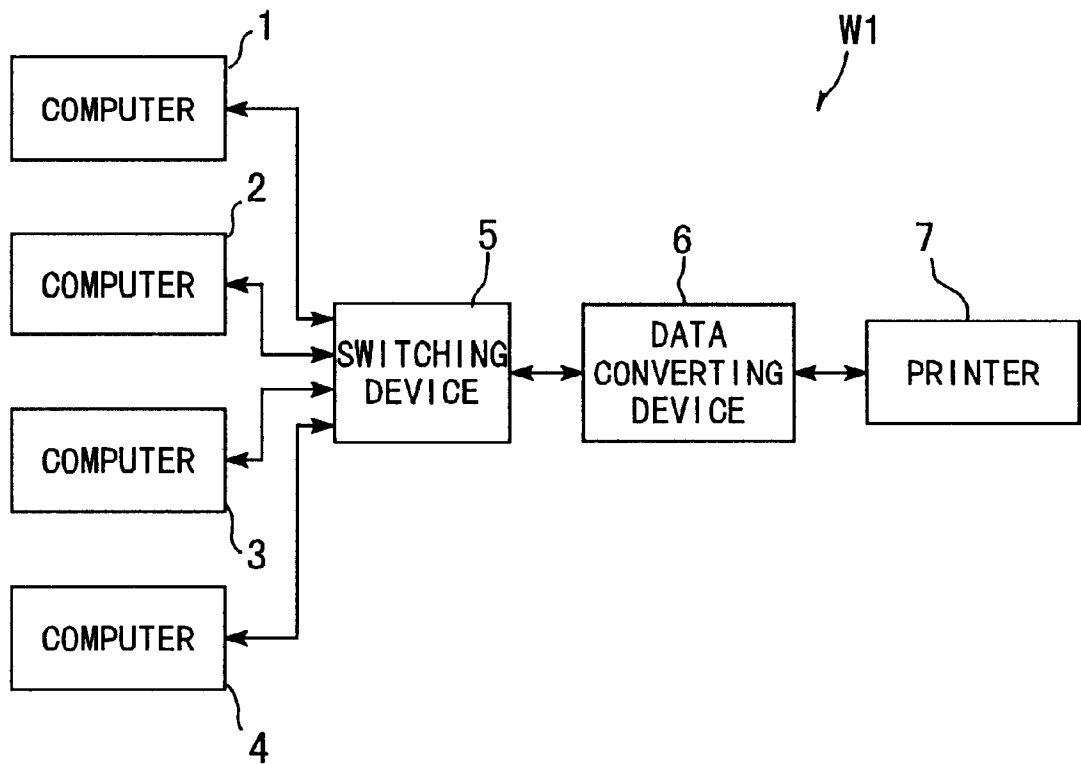 1
W1
COMPUTER
2
COMPUTER
5
6
7
SWITCHING
DEVICE
DATA
CONVERTING
DEVICE
PRINTER
COMPUTER
3
COMPUTER
4